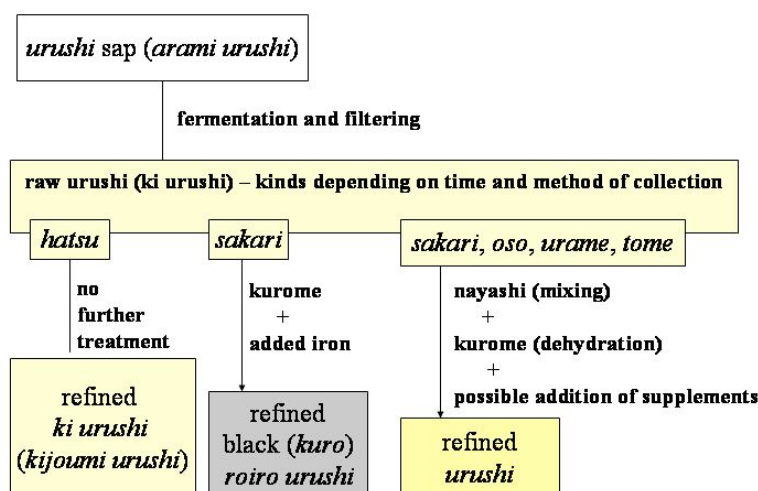 urushi sap (arami urushi)
fermentation and filtering
raw urushi (ki urushi) – kinds depending on time and method of collection
hatsu
sakari
sakari, oso, urame, tome
no
further
treatment
kurome
+
added iron
nayashi (mixing)
+
kurome (dehydration)
+
possible addition of supplements
refined
ki urushi
(kijoumi urushi)
refined
black (kuro)
roiro urushi
refined
urushi